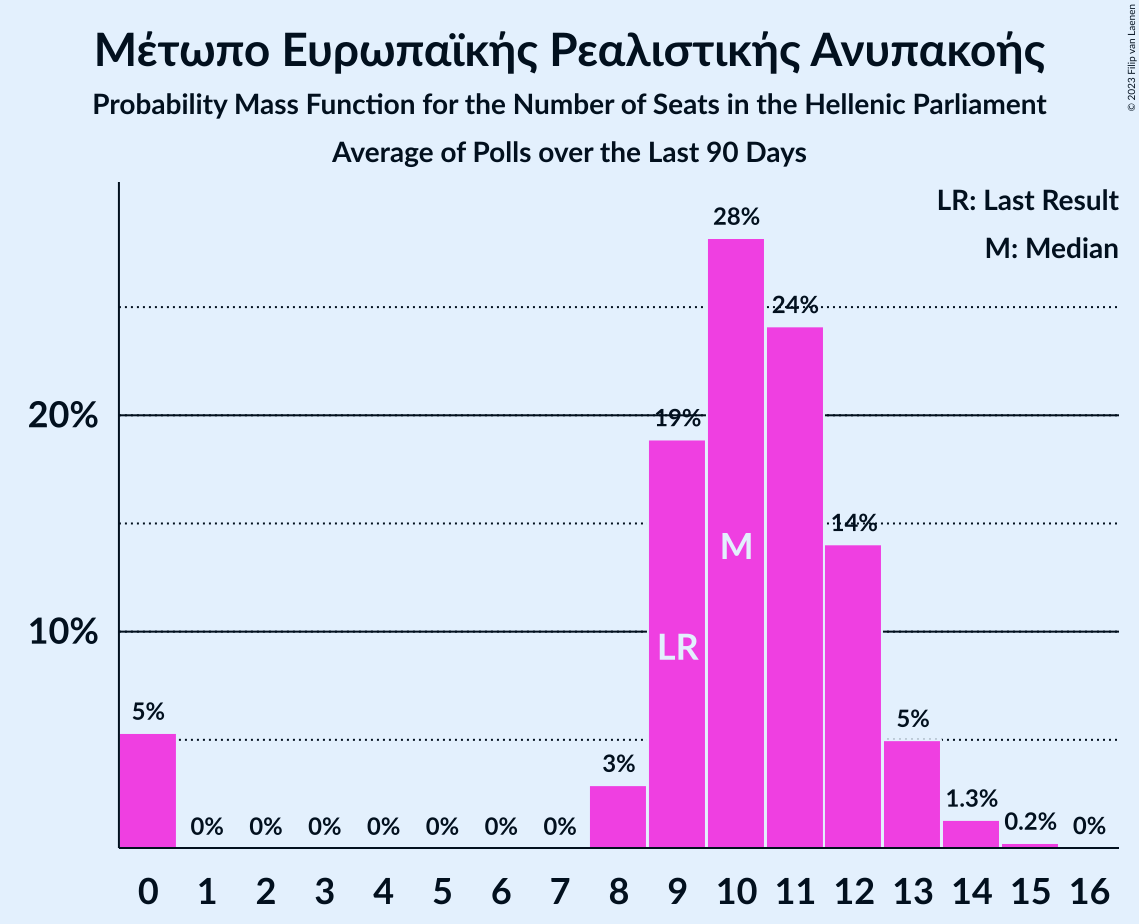 Μέτωπο Ευρωπαϊκής Ρεαλιστικής Ανυπακοής
Probability Mass Function for the Number of Seats in the Hellenic Parliament
Average of Polls over the Last 90 Days
© 2023 Filip van Laenen
LR: Last Result
M: Median
20%
10%
5%
0%
0%
0%
0%
0%
0%
0%
3%
19%
28%
24%
14%
5%
1.3%
0.2%
0%
LR
M
0 1 2 3 4 5 6 7 8 9 10 11 12 13 14 15 16